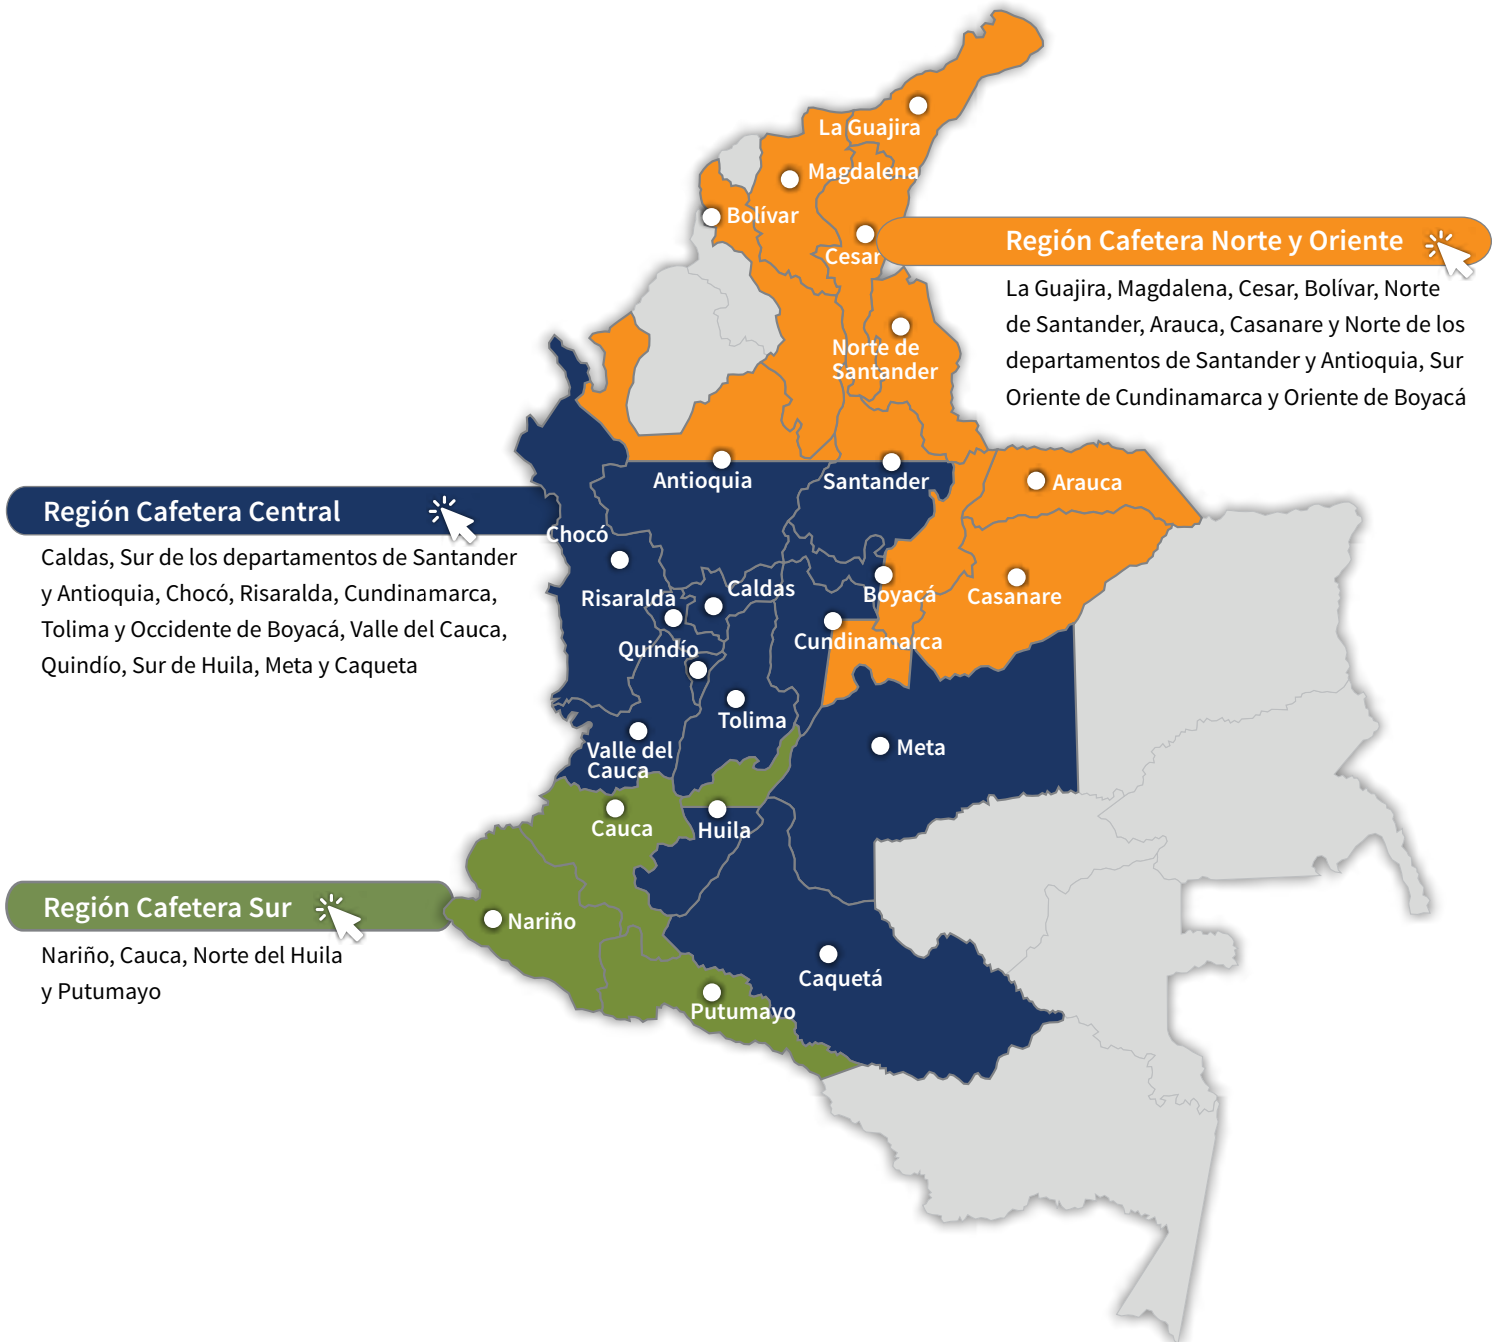 La Guajira
Magdalena
Bolívar
Cesar
Región Cafetera Norte y Oriente
La Guajira, Magdalena, Cesar, Bolívar, Norte
de Santander, Arauca, Casanare y Norte de los
departamentos de Santander y Antioquia, Sur
Oriente de Cundinamarca y Oriente de Boyacá
Norte de
Santander
Antioquia
Santander
Arauca
Región Cafetera Central
Caldas, Sur de los departamentos de Santander
y Antioquia, Chocó, Risaralda, Cundinamarca,
Tolima y Occidente de Boyacá, Valle del Cauca,
Quindío, Sur de Huila, Meta y Caqueta
Chocó
Risaralda
Caldas
Boyacá
Casanare
Quindío
Cundinamarca
Tolima
Valle del
Cauca
Meta
Cauca
Huila
Región Cafetera Sur
Nariño, Cauca, Norte del Huila
y Putumayo
Nariño
Caquetá
Putumayo